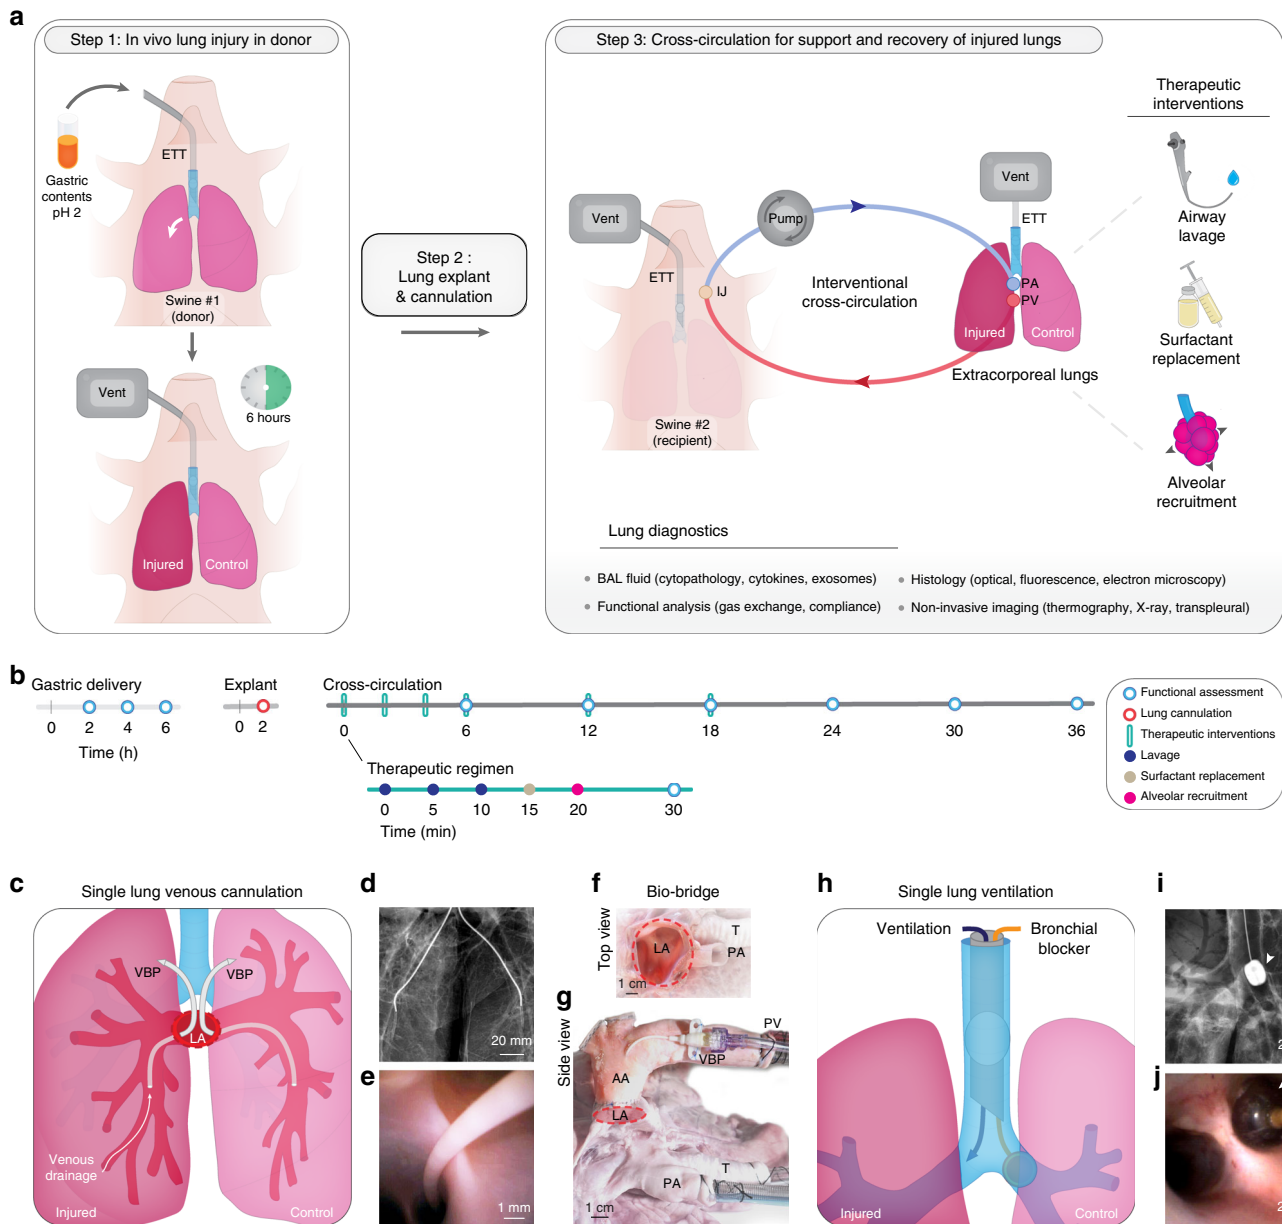 a
Step 1: In vivo lung injury in donor
ETT
Gastric
contents
pH 2
Swine #1
(donor)
Vent
6 hours
Injured
Control
Step 2 :
Lung explant
& cannulation
Step 3: Cross-circulation for support and recovery of injured lungs
Vent
ETT
IJ
Pump
Interventional
cross-circulation
Vent
ETT
PA
PV
Injured
Control
Extracorporeal lungs
Swine #2
(recipient)
Therapeutic
interventions
Airway
lavage
Surfactant
replacement
Alveolar
recruitment
Lung diagnostics
BAL fluid (cytopathology, cytokines, exosomes)
Histology (optical, fluorescence, electron microscopy)
Functional analysis (gas exchange, compliance)
Non-invasive imaging (thermography, X-ray, transpleural)
b
Gastric delivery
0 2 4 6
Time (h)
Explant
0 2
Cross-circulation
0 6 12 18 24 30 36
Therapeutic regimen
0 5 10 15 20 30
Time (min)
Functional assessment
Lung cannulation
Therapeutic interventions
Lavage
Surfactant replacement
Alveolar recruitment
c
Single lung venous cannulation
VBP
VBP
LA
Venous
drainage
Injured
Control
d
20 mm
e
1 mm
f
Bio-bridge
Top view
LA
T
PA
1 cm
g
Side view
PV
VBP
AA
LA
T
PA
1 cm
h
Single lung ventilation
Ventilation
Bronchial
blocker
Injured
Control
i
2
j
2